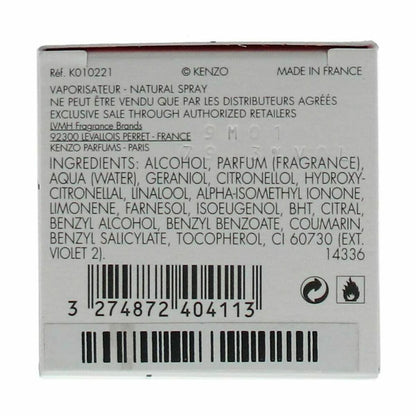 Réf. K010221 © KENZO MADE IN FRANCE
VAPORISATEUR - NATURAL SPRAY
NE PEUT ÊTRE VENDU QUE PAR LES DISTRIBUTEURS AGRÉÉS
EXCLUSIVE SALE THROUGH AUTHORIZED RETAILERS
LVMH Fragrance Brands
92300 LEVALLOIS PERRET - FRANCE
KENZO PARFUMS - PARIS
9M01
INGREDIENTS: ALCOHOL, PARFUM (FRAGRANCE),
AQUA (WATER), GERANIOL, CITRONELLOL, HYDROXY-
CITRONELLAL, LINALOOL, ALPHA-ISOMETHYL IONONE,
LIMONENE, FARNESOL, ISOEUGENOL, BHT, CITRAL,
BENZYL ALCOHOL, BENZYL BENZOATE, COUMARIN,
BENZYL SALICYLATE, TOCOPHEROL, CI 60730 (EXT.
VIOLET 2). 14336
3 274872 404113